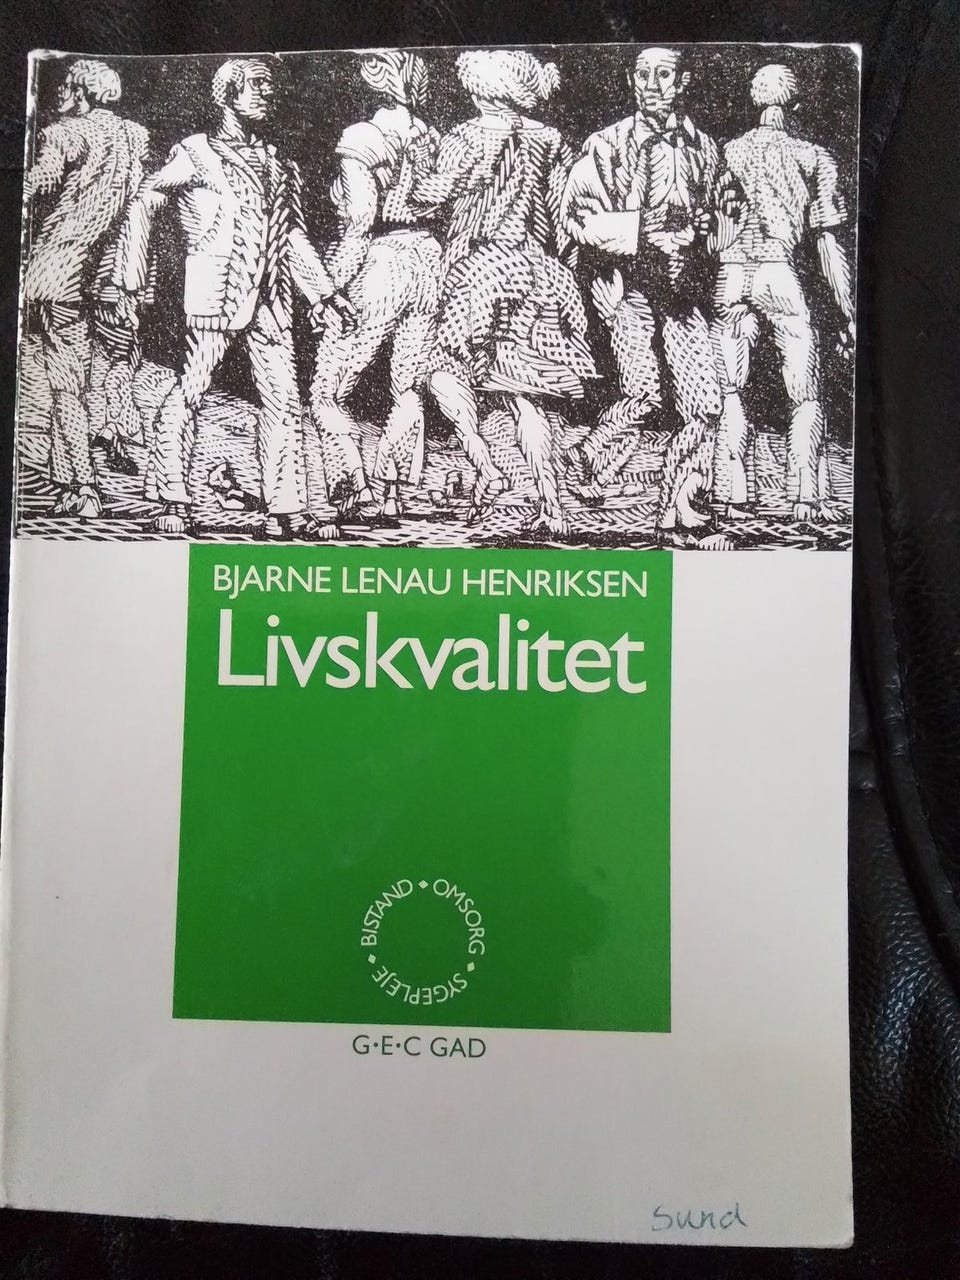 BJARNE LENAU HENRIKSEN
Livskvalitet
BISTAND • OMSORG • SYGEPLEJE •
G•E•C GAD
Sund